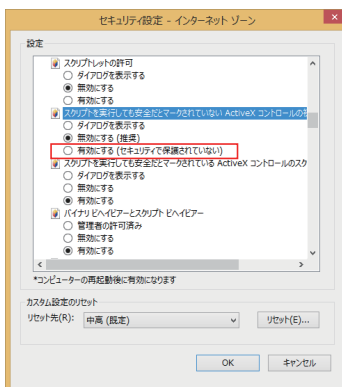 セキュリティ設定 - インターネット ゾーン
×
設定
スクリプトレットの許可
ダイアログを表示する
無効にする
有効にする
スクリプトを実行しても安全だとマークされていない ActiveX コントロールの
ダイアログを表示する
無効にする (推奨)
有効にする (セキュリティで保護されていない)
スクリプトを実行しても安全だとマークされている ActiveX コントロールのスク
ダイアログを表示する
無効にする
有効にする
バイナリ ビヘイビアーとスクリプト ビヘイビアー
管理者の許可済み
無効にする
有効にする
*コンピューターの再起動後に有効になります
カスタム設定のリセット
リセット先(R):
中高 (既定)
リセット(E)...
OK
キャンセル